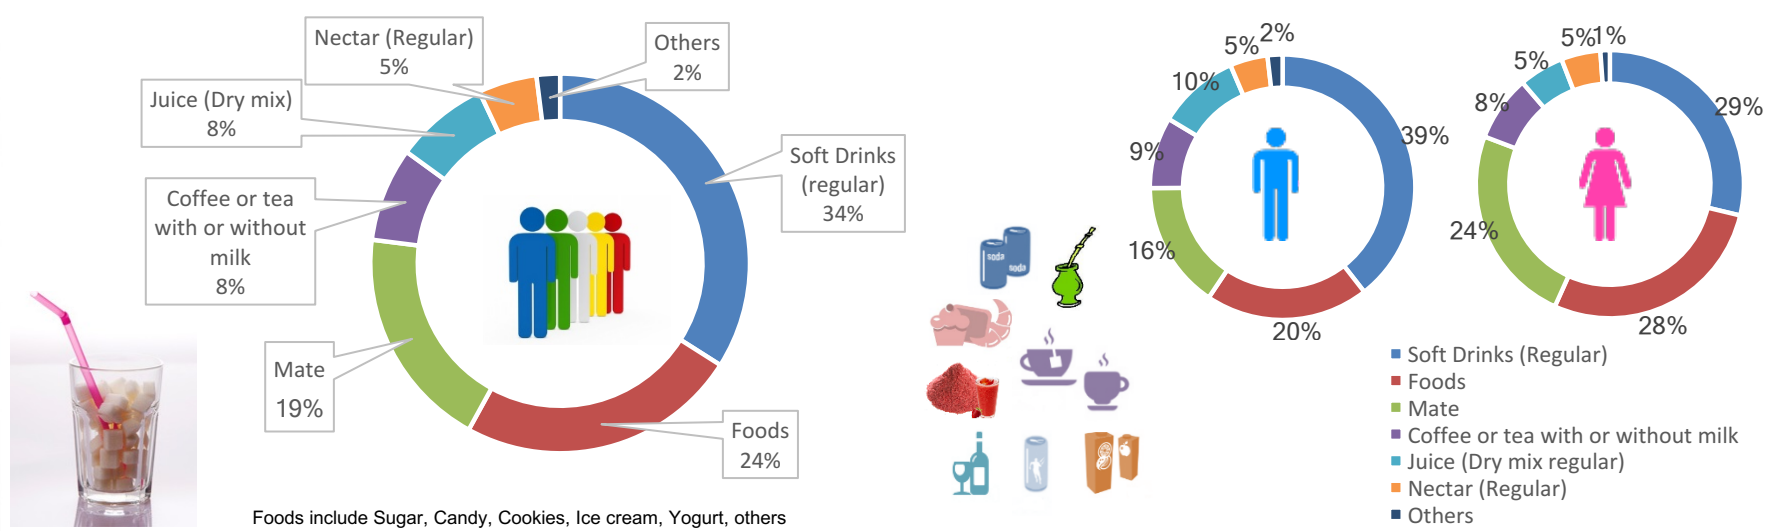 Nectar (Regular)
5%
Others
2%
Juice (Dry mix)
8%
Soft Drinks
(regular)
34%
Coffee or tea
with or without
milk
8%
Mate
19%
Foods
24%
Foods include Sugar, Candy, Cookies, Ice cream, Yogurt, others
soda
soda
2%
5%
10%
9%
16%
20%
39%
1%
5%
5%
8%
24%
28%
29%
Soft Drinks (Regular)
Foods
Mate
Coffee or tea with or without milk
Juice (Dry mix regular)
Nectar (Regular)
Others